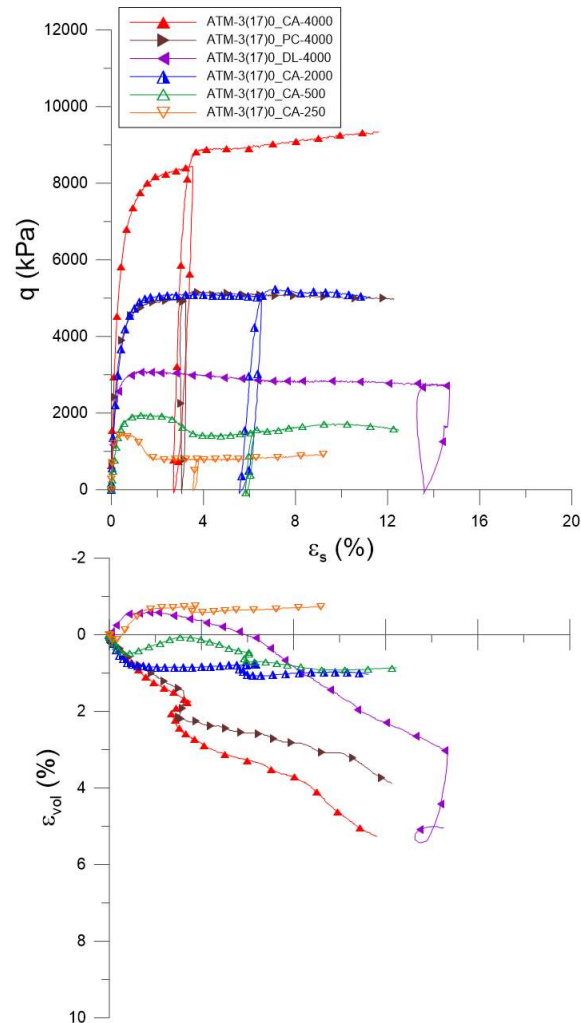 ATM-3(17)0_CA-4000
ATM-3(17)0_PC-4000
ATM-3(17)0_DL-4000
ATM-3(17)0_CA-2000
ATM-3(17)0_CA-500
ATM-3(17)0_CA-250
12000
10000
8000
6000
4000
2000
0
q (kPa)
0 4 8 12 16 20
εs (%)
-2
0
2
4
6
8
10
εvol (%)